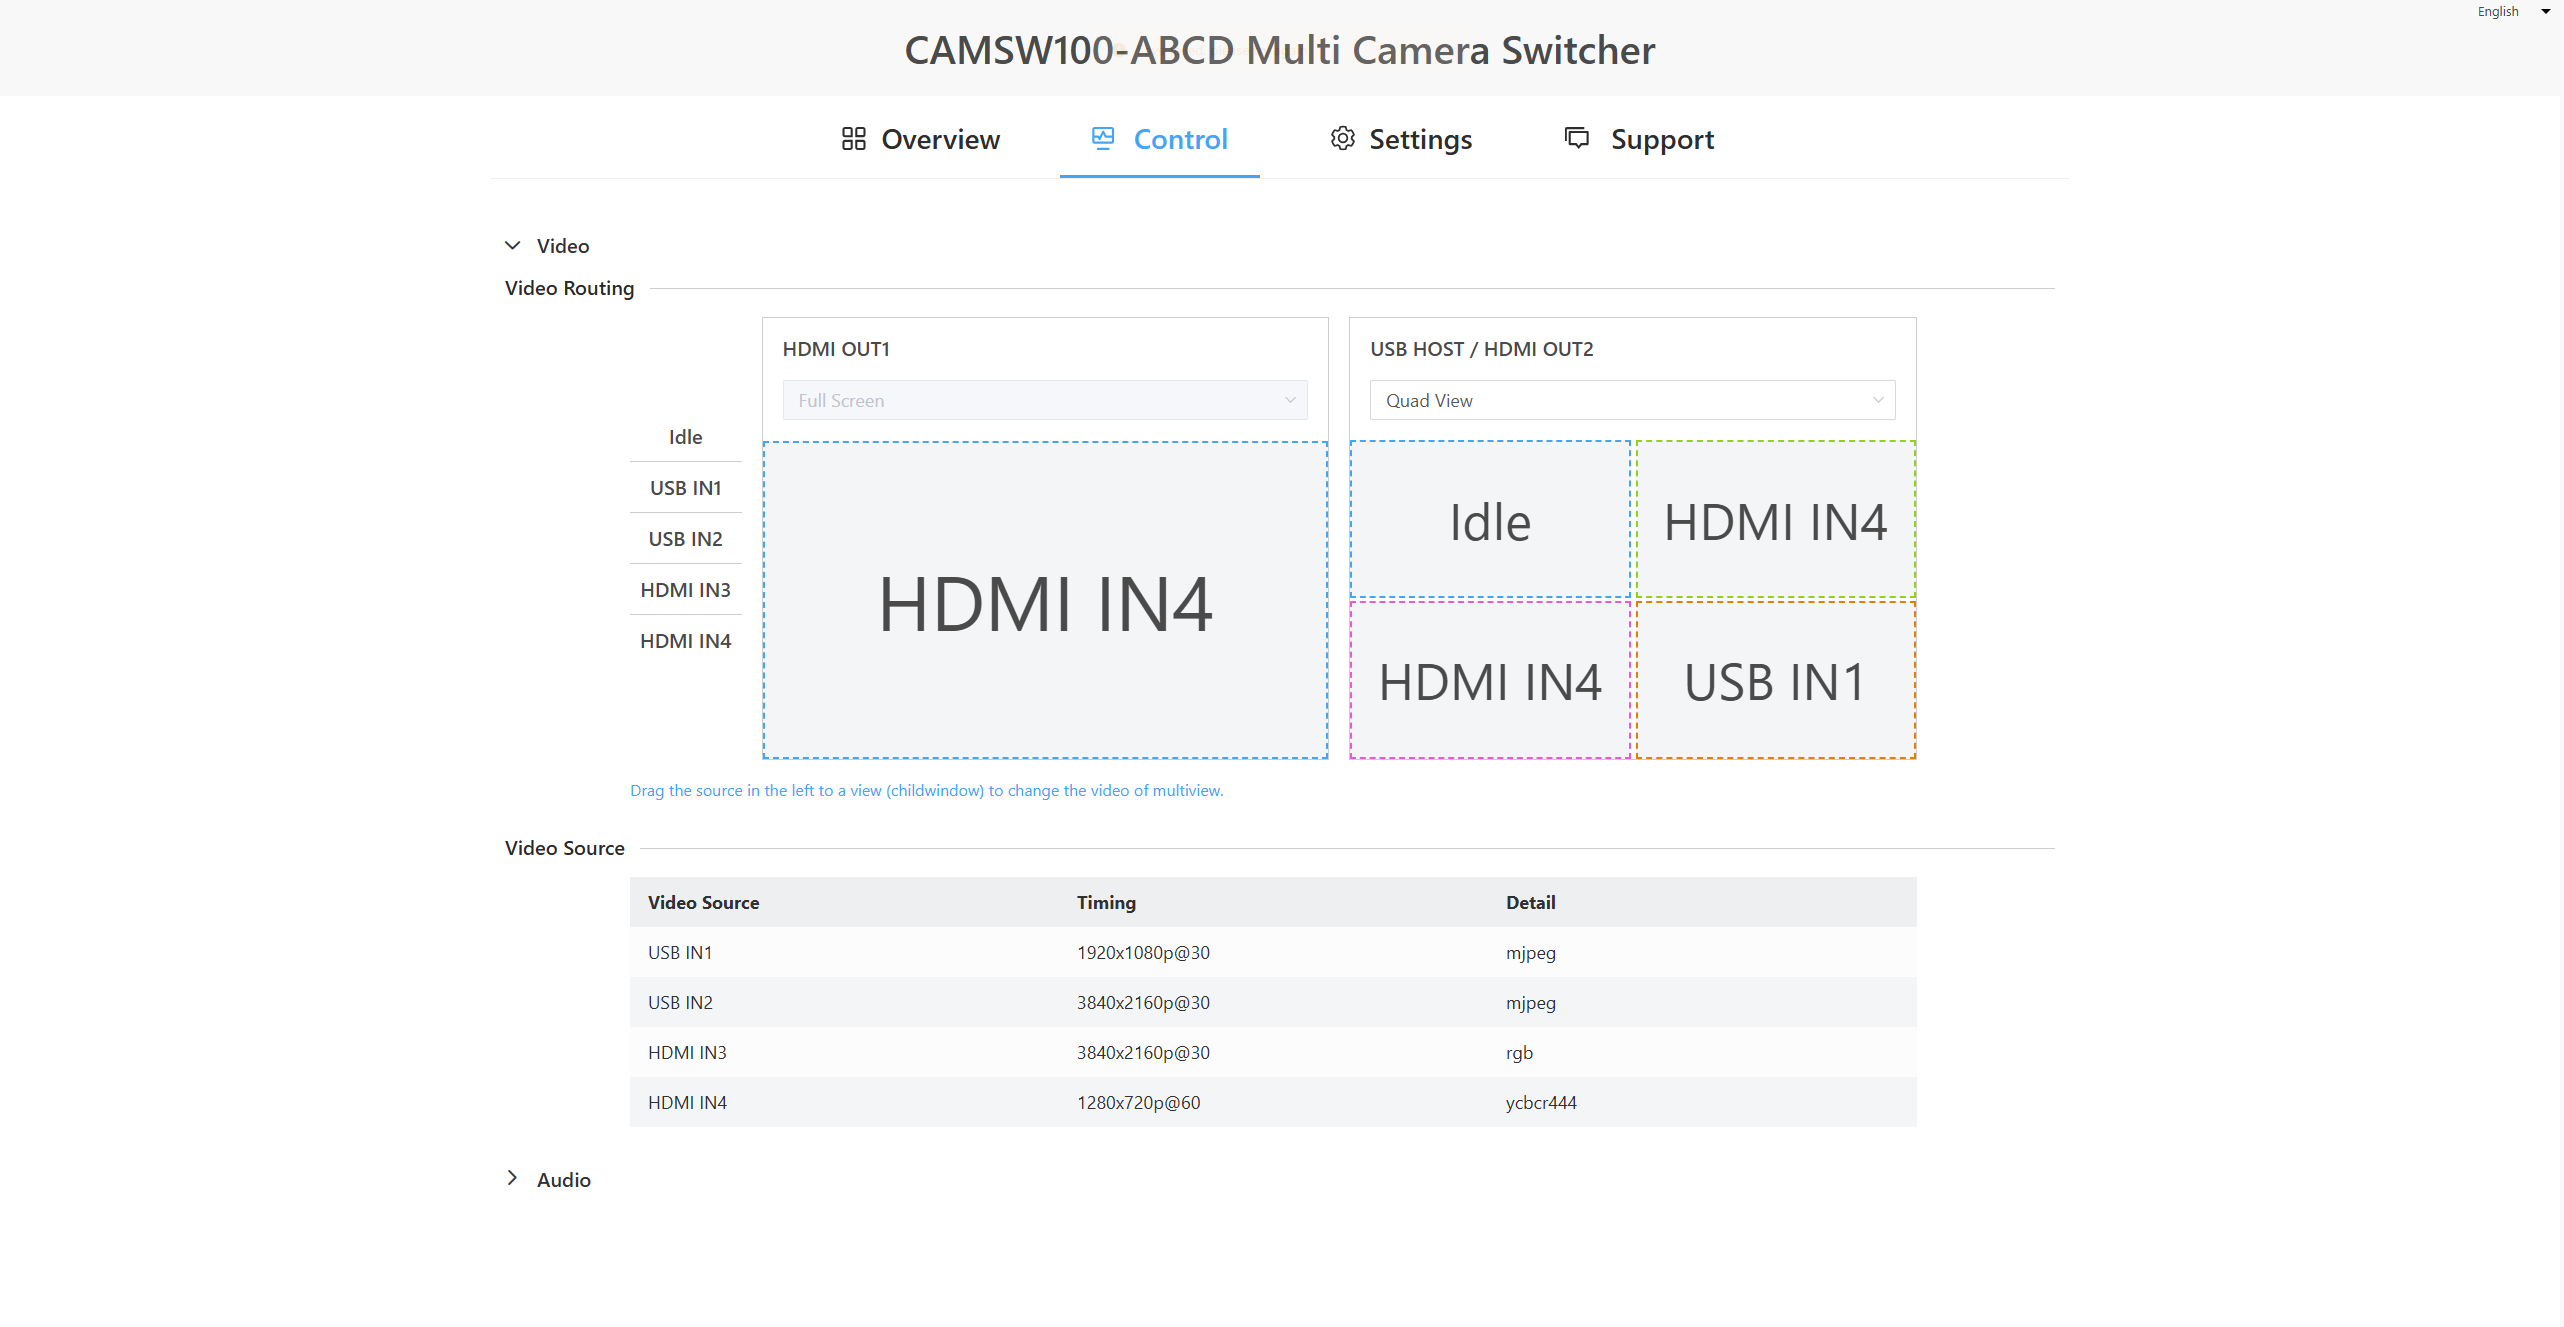 English
CAMSW100-ABCD Multi Camera Switcher
Overview Control Settings Support
Video
Video Routing
HDMI OUT1
Full Screen
USB HOST / HDMI OUT2
Quad View
Idle
USB IN1
USB IN2
HDMI IN3
HDMI IN4
HDMI IN4
Idle HDMI IN4
HDMI IN4 USB IN1
Drag the source in the left to a view (childwindow) to change the video of multiview.
Video Source
Video Source Timing Detail
USB IN1 1920x1080p@30 mjpeg
USB IN2 3840x2160p@30 mjpeg
HDMI IN3 3840x2160p@30 rgb
HDMI IN4 1280x720p@60 ycbcr444
Audio